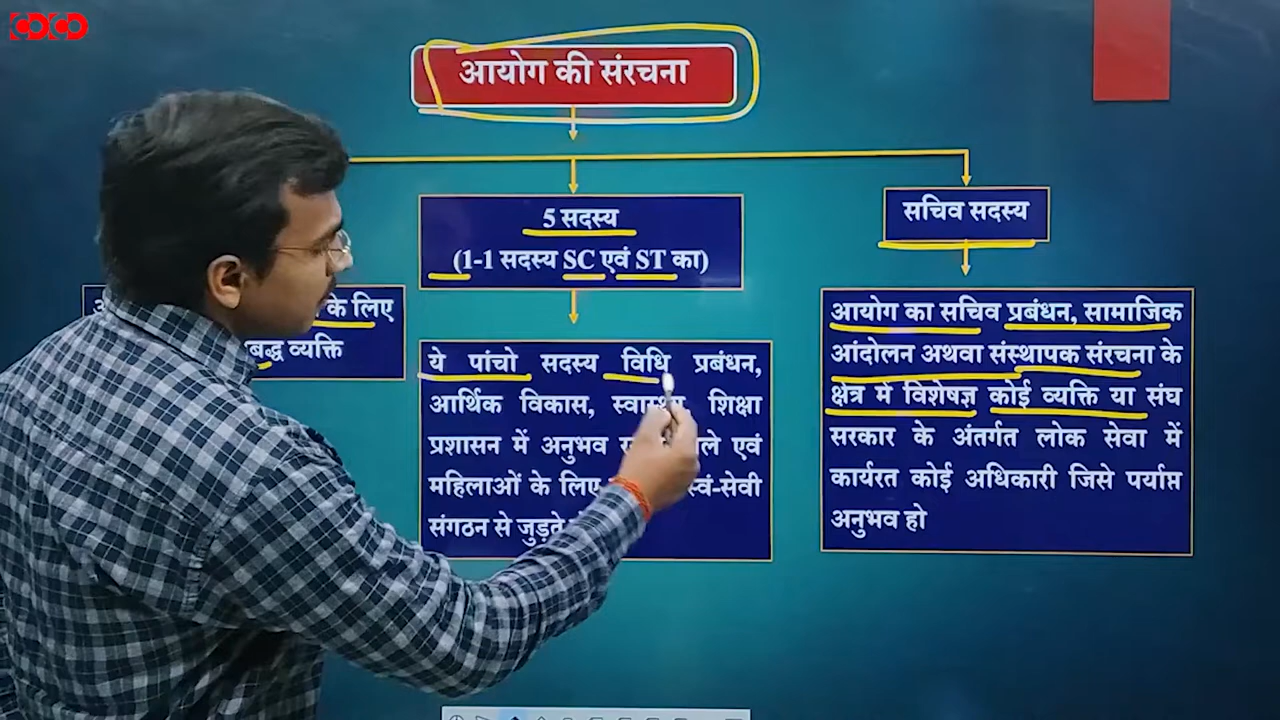 COCO
आयोग की संरचना
5 सदस्य
(1-1 सदस्य SC एवं ST का)
सचिव सदस्य
के लिए
व्यक्ति
ये पांचो सदस्य विधि प्रबंधन,
आर्थिक विकास, स्वास्थ्य शिक्षा
प्रशासन में अनुभव एवं
महिलाओं के लिए स्वं-सेवी
संगठन से जुड़ते
आयोग का सचिव प्रबंधन, सामाजिक
आंदोलन अथवा संस्थापक संरचना के
क्षेत्र में विशेषज्ञ कोई व्यक्ति या संघ
सरकार के अंतर्गत लोक सेवा में
कार्यरत कोई अधिकारी जिसे पर्याप्त
अनुभव हो